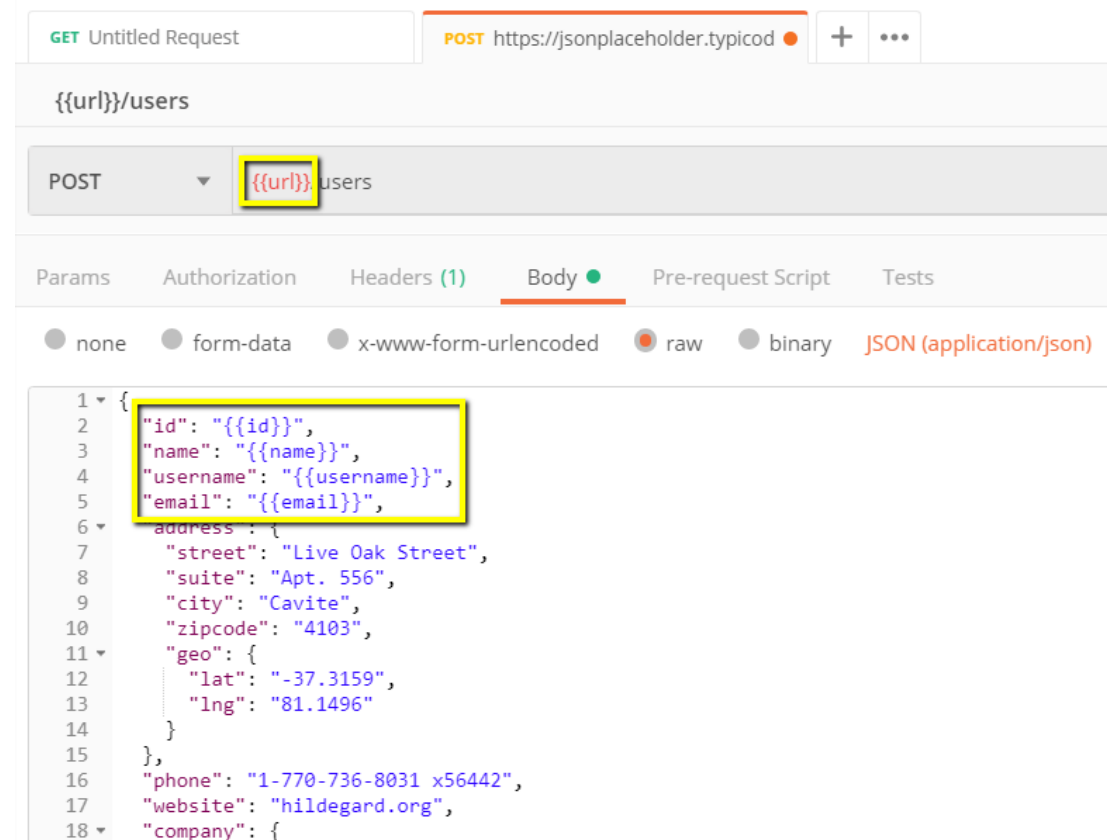 GET Untitled Request POST https://jsonplaceholder.typicod + •••
{{url}}/users
POST {{url}}/users
Params Authorization Headers (1) Body Pre-request Script Tests
none form-data x-www-form-urlencoded raw binary JSON (application/json)
1 {
2 "id": "{{id}}",
3 "name": "{{name}}",
4 "username": "{{username}}",
5 "email": "{{email}}",
6 "address": {
7 "street": "Live Oak Street",
8 "suite": "Apt. 556",
9 "city": "Cavite",
10 "zipcode": "4103",
11 "geo": {
12 "lat": "-37.3159",
13 "lng": "81.1496"
14 }
15 },
16 "phone": "1-770-736-8031 x56442",
17 "website": "hildegard.org",
18 "company": {